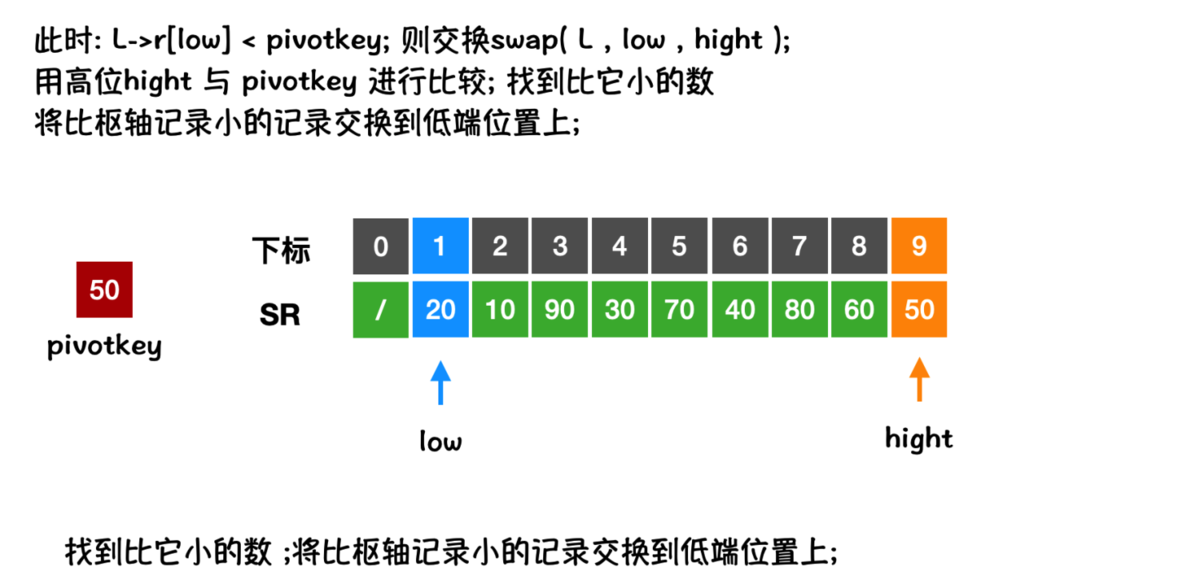 此时: L->r[low] < pivotkey; 则交换swap( L , low , hight );
用高位hight 与 pivotkey 进行比较; 找到比它小的数
将比枢轴记录小的记录交换到低端位置上;
下标 0 1 2 3 4 5 6 7 8 9
50
SR / 20 10 90 30 70 40 80 60 50
pivotkey
low
hight
找到比它小的数 ;将比枢轴记录小的记录交换到低端位置上;